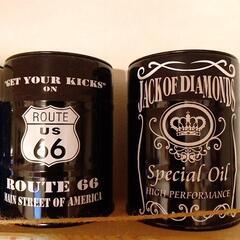 "GET YOUR KICKS"
ON
ROUTE
US
66
ROUTE 66
MAIN STREET OF AMERICA
JACK OF DIAMONDS
Special Oil
HIGH PERFORMANCE